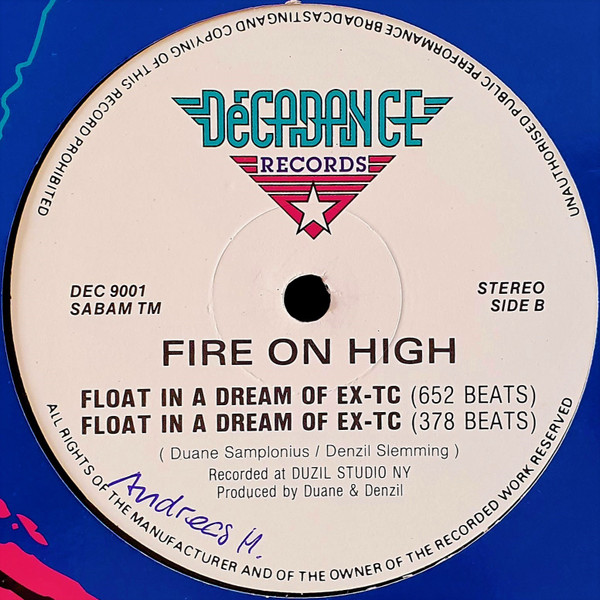 UNAUTHORISED PUBLIC PERFORMANCE BROADCASTING AND COPYING OF THIS RECORD PROHIBITED
DéCADANCE
RECORDS
DEC 9001
SABAM TM
STEREO
SIDE B
FIRE ON HIGH
FLOAT IN A DREAM OF EX-TC (652 BEATS)
FLOAT IN A DREAM OF EX-TC (378 BEATS)
( Duane Samplonius / Denzil Slemming )
Recorded at DUZIL STUDIO NY
Produced by Duane & Denzil
Andreas H.
ALL RIGHTS OF THE MANUFACTURER AND OF THE OWNER OF THE RECORDED WORK RESERVED